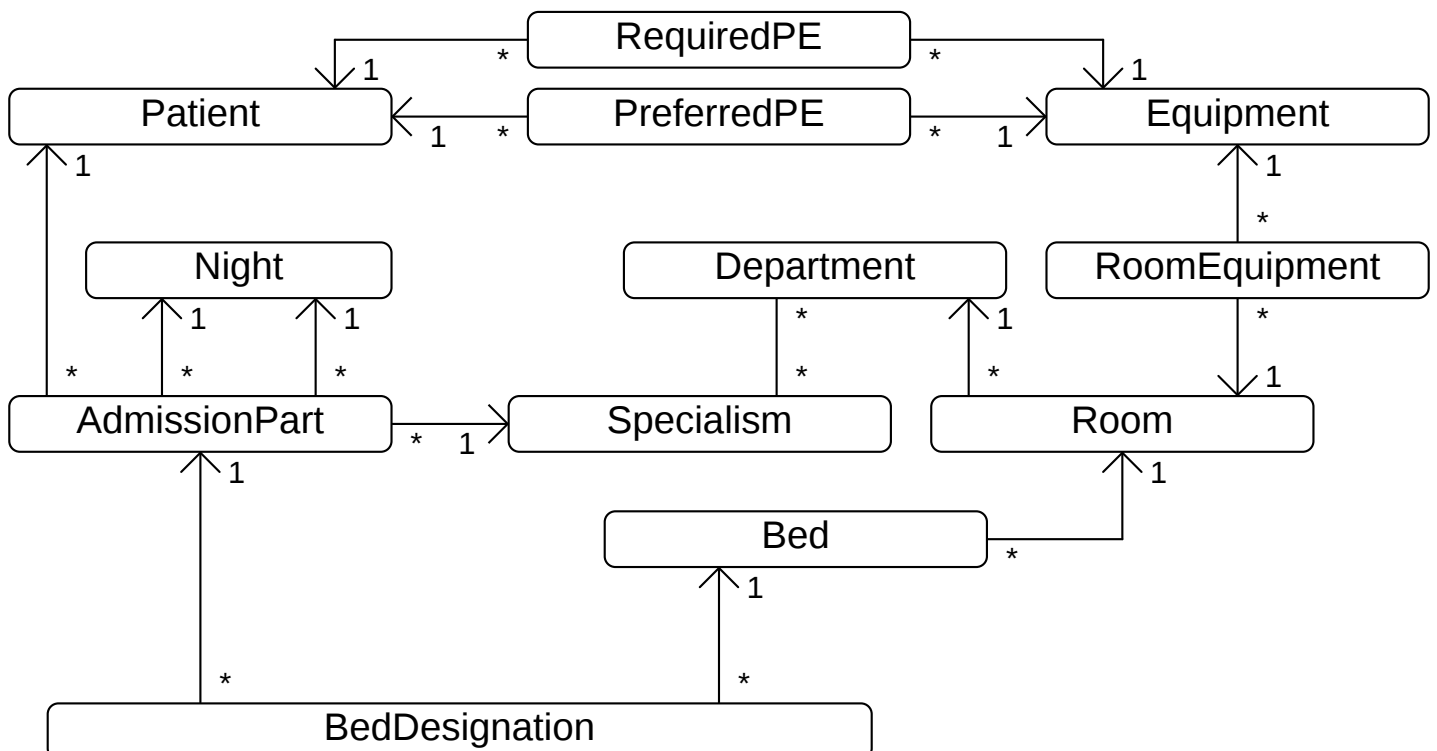 RequiredPE
* *
1 1
Patient PreferredPE Equipment
1 * * 1
1 1
*
Night Department RoomEquipment
1 1 * 1 *
* * * * * 1
AdmissionPart Specialism Room
* 1
1 1
Bed
*
1
* *
BedDesignation